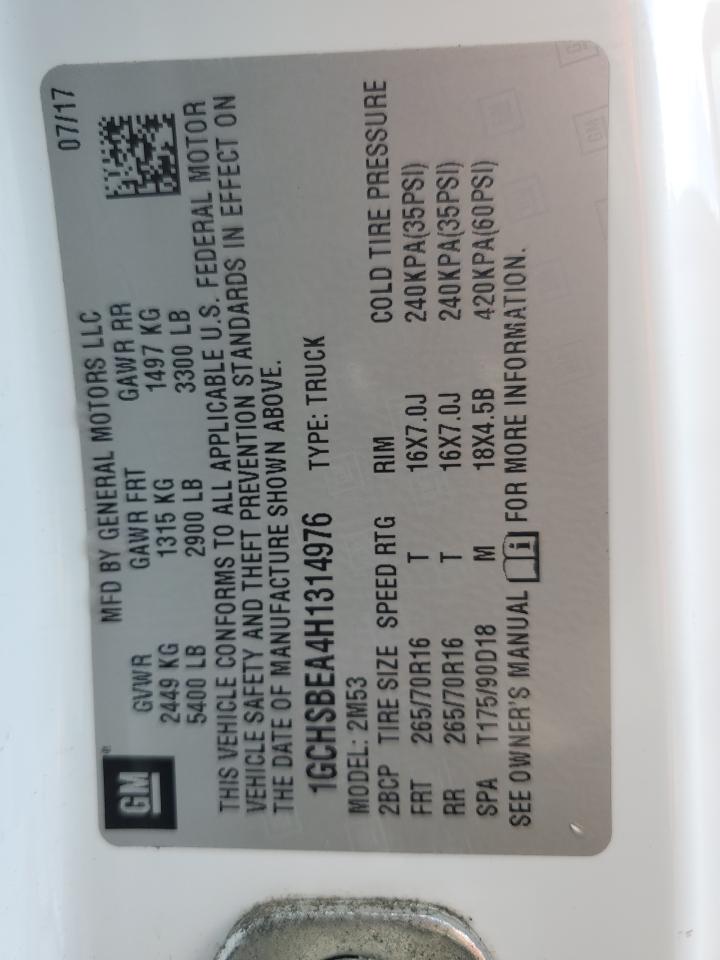 GM
MFD BY GENERAL MOTORS LLC 07/17
GVWR GAWR FRT GAWR RR
2449 KG 1315 KG 1497 KG
5400 LB 2900 LB 3300 LB
THIS VEHICLE CONFORMS TO ALL APPLICABLE U.S. FEDERAL MOTOR
VEHICLE SAFETY AND THEFT PREVENTION STANDARDS IN EFFECT ON
THE DATE OF MANUFACTURE SHOWN ABOVE.
1GCHSBEA4H1314976 TYPE: TRUCK
MODEL: 2M53
2BCP TIRE SIZE SPEED RTG RIM COLD TIRE PRESSURE
FRT 265/70R16 T 16X7.0J 240KPA(35PSI)
RR 265/70R16 T 16X7.0J 240KPA(35PSI)
SPA T175/90D18 M 18X4.5B 420KPA(60PSI)
SEE OWNER'S MANUAL i FOR MORE INFORMATION.